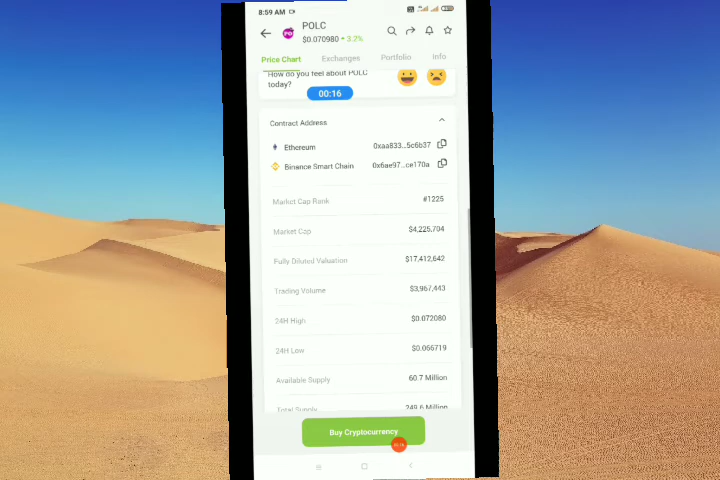 8:59 AM
POLC
$0.070980 3.7%
Price Chart Exchanges Portfolio Info
How do you feel about POLC
today?
00:16
Contract Address
Ethereum 0xaa833...5c6b37
Binance Smart Chain 0x6ae97...ce170a
Market Cap Rank #1225
Market Cap $4,225,704
Fully Diluted Valuation $17,412,642
Trading Volume $3,967,443
24H High $0.072080
24H Low $0.066719
Available Supply 60.7 Million
Total Supply 249.6 Million
Buy Cryptocurrency